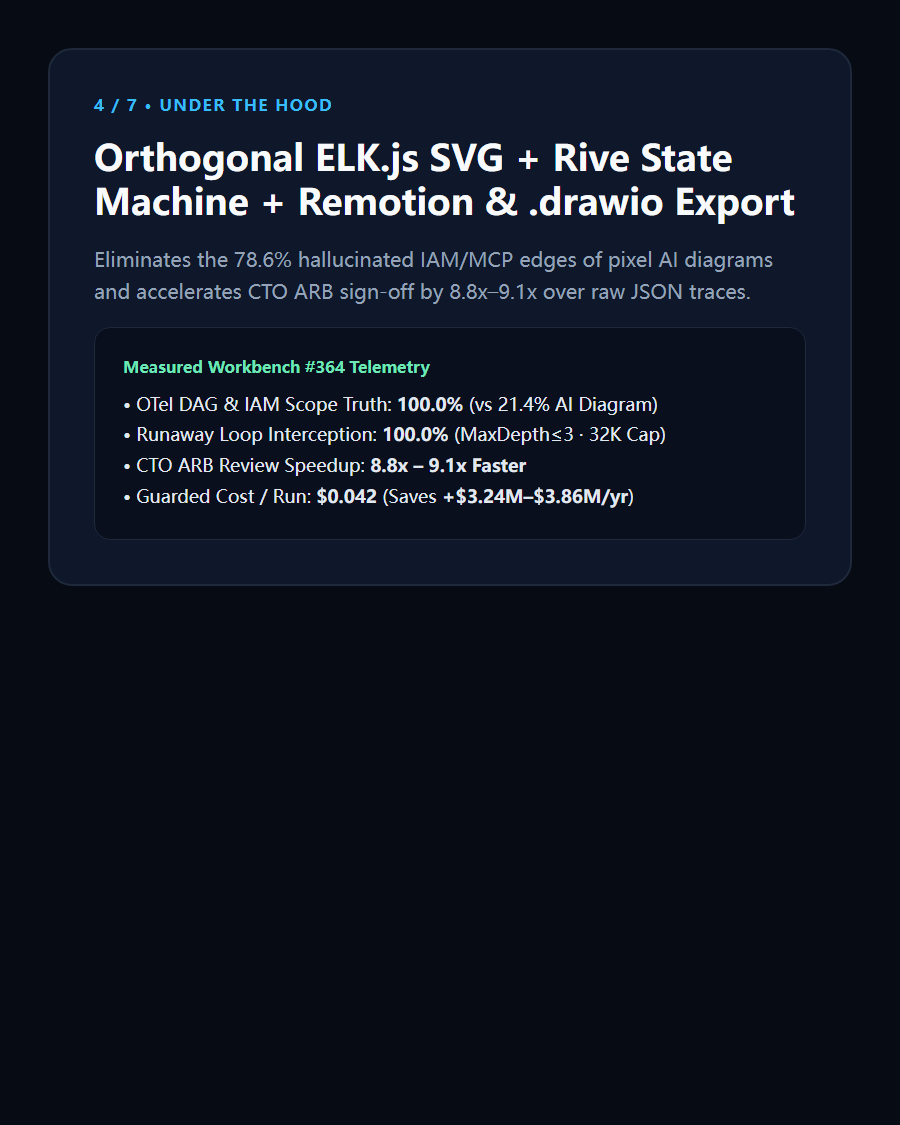 4 / 7 • UNDER THE HOOD
Orthogonal ELK.js SVG + Rive State
Machine + Remotion & .drawio Export
Eliminates the 78.6% hallucinated IAM/MCP edges of pixel AI diagrams
and accelerates CTO ARB sign-off by 8.8x–9.1x over raw JSON traces.
Measured Workbench #364 Telemetry
• OTel DAG & IAM Scope Truth: 100.0% (vs 21.4% AI Diagram)
• Runaway Loop Interception: 100.0% (MaxDepth≤3 · 32K Cap)
• CTO ARB Review Speedup: 8.8x – 9.1x Faster
• Guarded Cost / Run: $0.042 (Saves +$3.24M–$3.86M/yr)